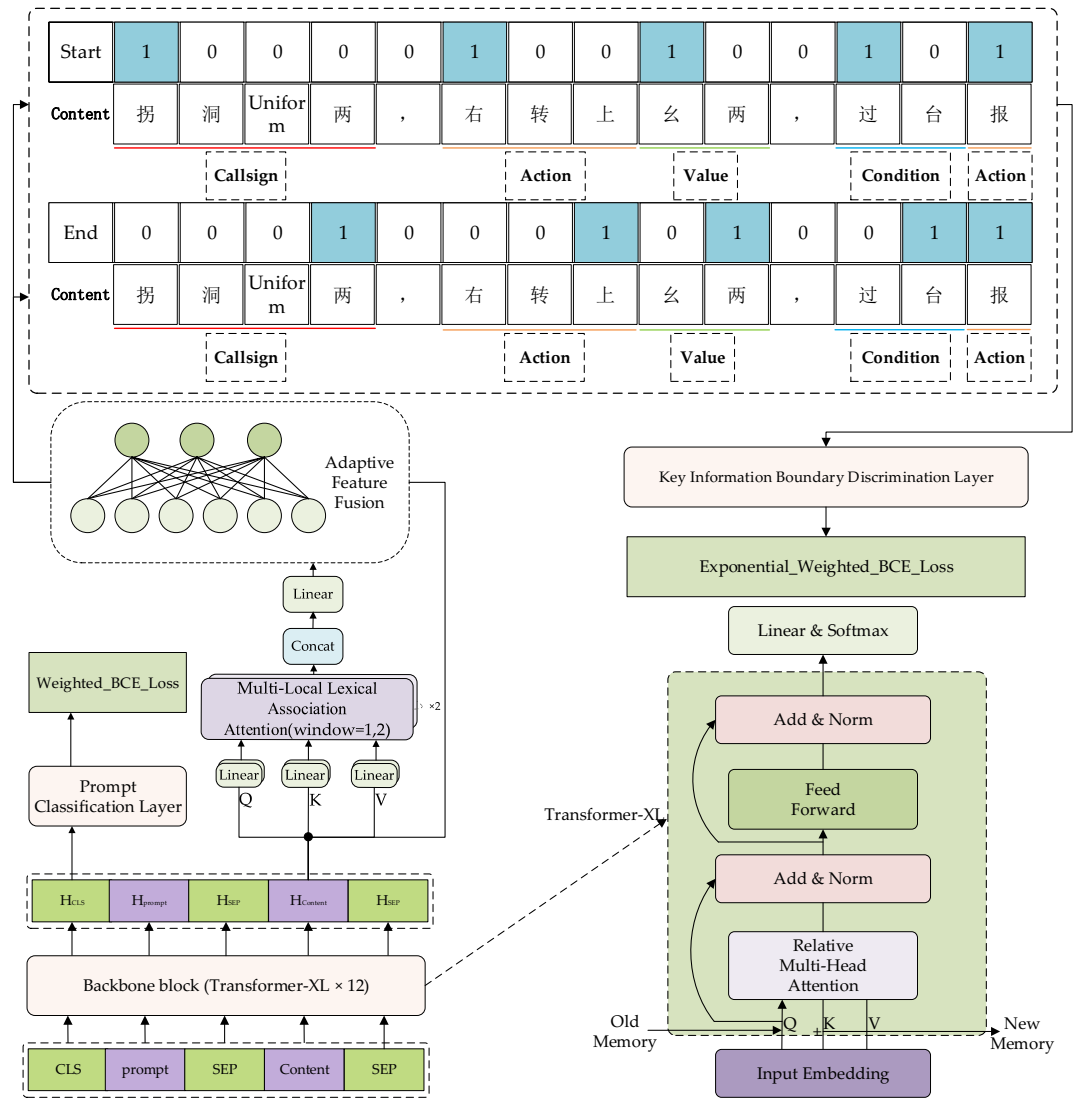 Start 1 0 0 0 0 1 0 0 1 0 0 1 0 1
Content 拐 洞 Unifor
m 两 ， 右 转 上 幺 两 ， 过 台 报
Callsign Action Value Condition Action
End 0 0 0 1 0 0 0 1 0 1 0 0 1 1
Content 拐 洞 Unifor
m 两 ， 右 转 上 幺 两 ， 过 台 报
Callsign Action Value Condition Action
Adaptive
Feature
Fusion
Linear
Concat
Multi-Local Lexical
Association
Attention(window=1,2)
×2
Linear Linear Linear
Q K V
Weighted_BCE_Loss
Prompt
Classification Layer
HCLS Hprompt HSEP HContent HSEP
Backbone block (Transformer-XL × 12)
CLS prompt SEP Content SEP
Key Information Boundary Discrimination Layer
Exponential_Weighted_BCE_Loss
Linear & Softmax
Add & Norm
Feed
Forward
Transformer-XL
Add & Norm
Relative
Multi-Head
Attention
Old
Memory
Q K V
+
New
Memory
Input Embedding